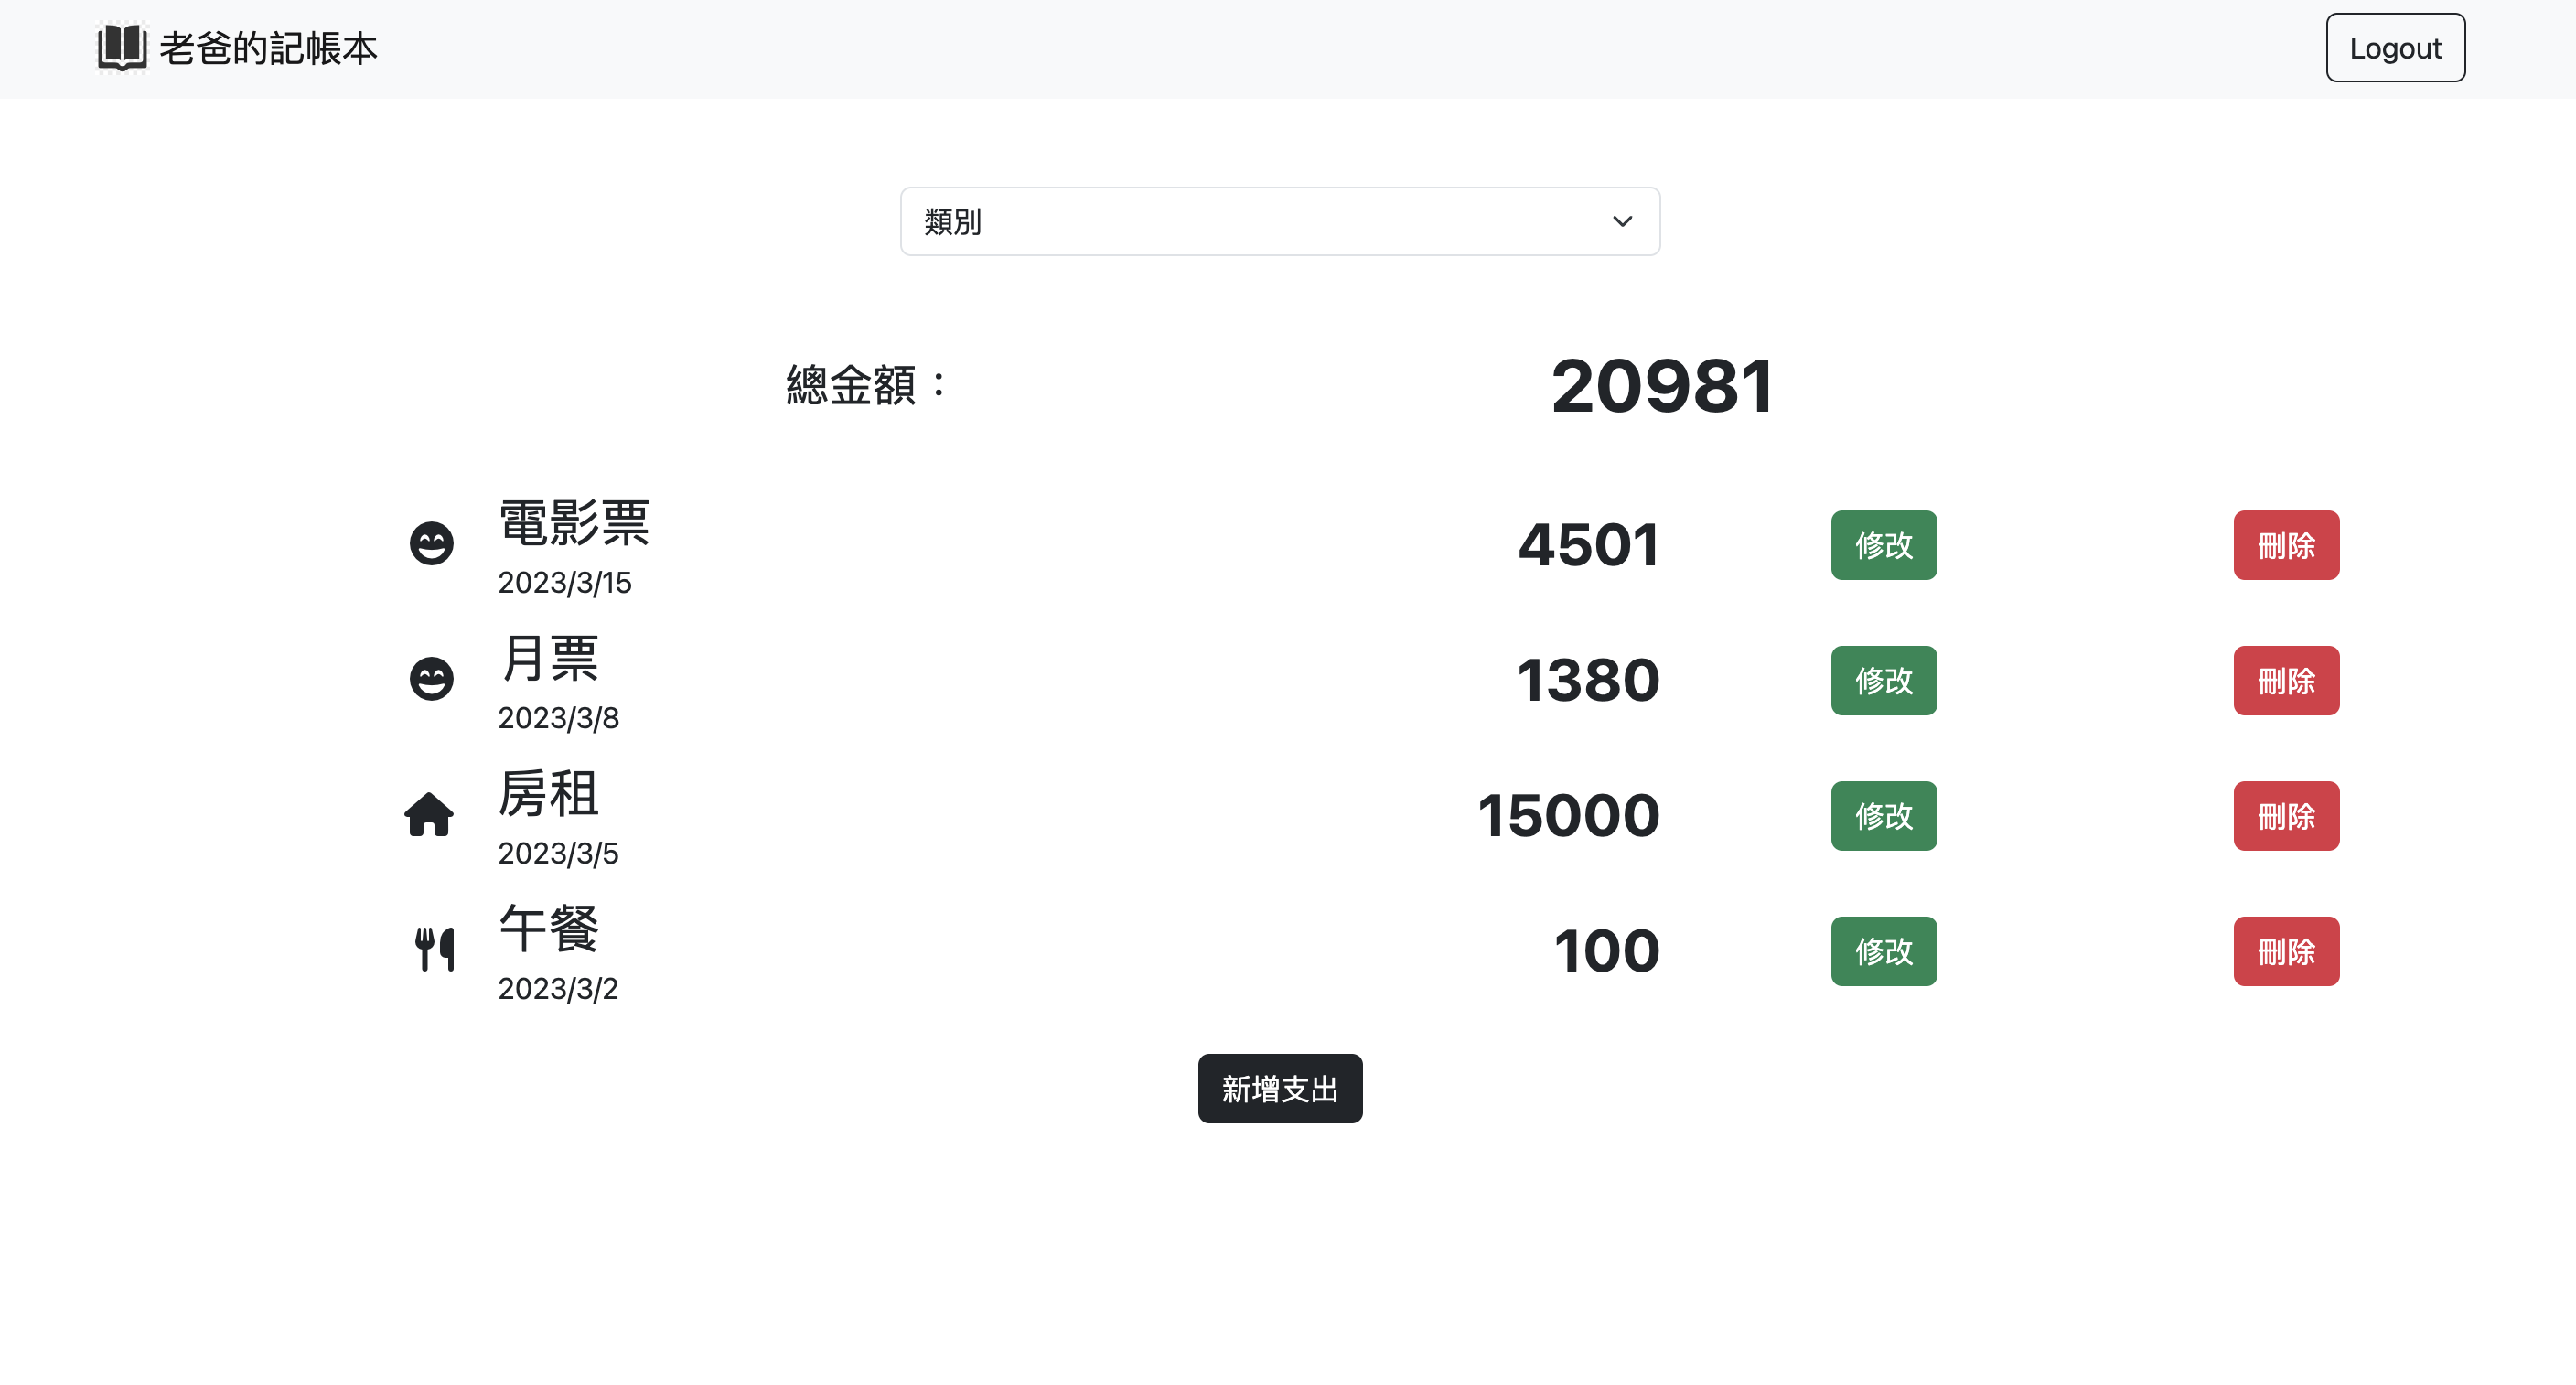 老爸的記帳本
Logout
類別
總金額： 20981
電影票 4501 修改 刪除
2023/3/15
月票 1380 修改 刪除
2023/3/8
房租 15000 修改 刪除
2023/3/5
午餐 100 修改 刪除
2023/3/2
新增支出